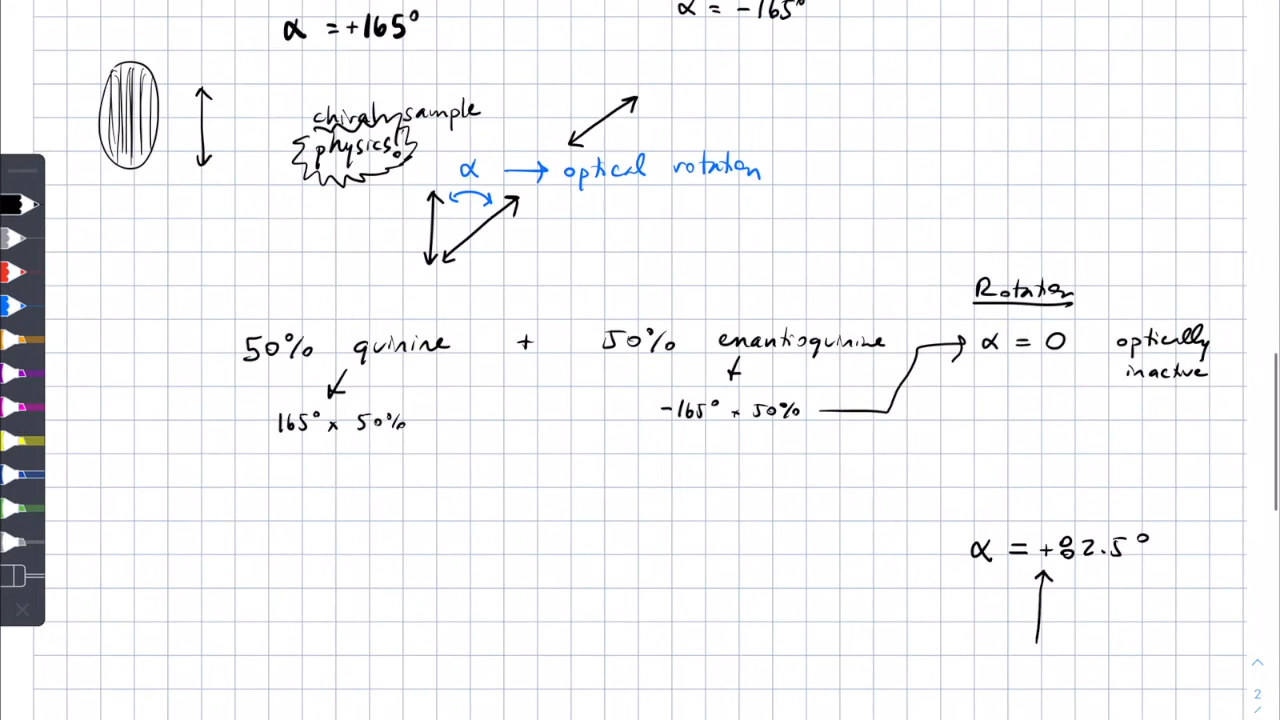 α = +165°
α = -165°
chiral sample
physics!
α → optical rotation
Rotation
50% quinine + 50% enantioquinine → α = 0 optically inactive
165° × 50%
-165° × 50%
α = +82.5°
2